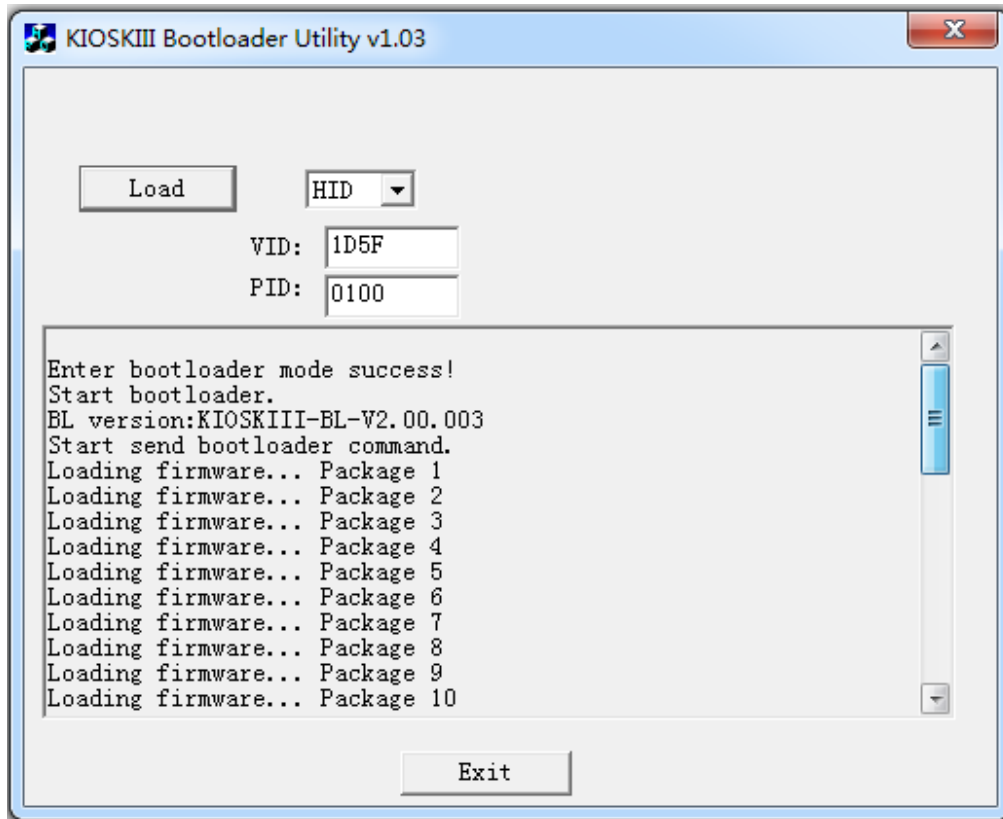 KIOSKIII Bootloader Utility v1.03
Load
HID
VID: 1D5F
PID: 0100
Enter bootloader mode success!
Start bootloader.
BL version:KIOSKIII-BL-V2.00.003
Start send bootloader command.
Loading firmware... Package 1
Loading firmware... Package 2
Loading firmware... Package 3
Loading firmware... Package 4
Loading firmware... Package 5
Loading firmware... Package 6
Loading firmware... Package 7
Loading firmware... Package 8
Loading firmware... Package 9
Loading firmware... Package 10
Exit